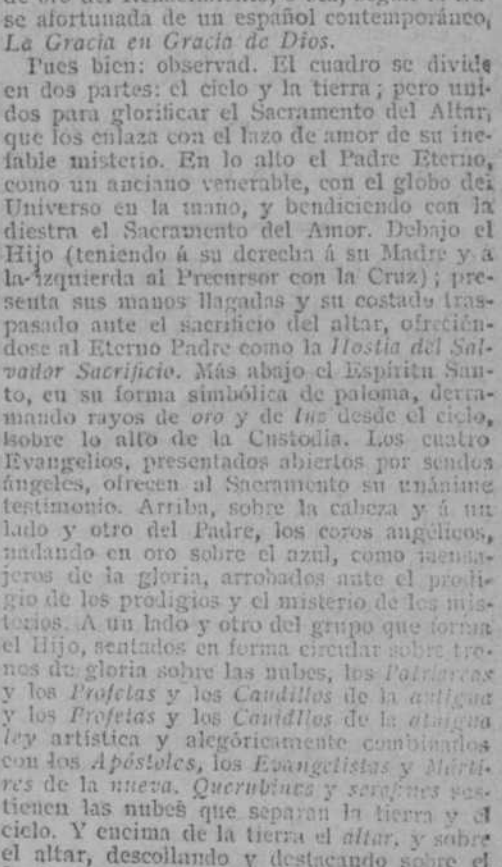 se afortunada de un español contemporáneo,
La Gracia en Gracia de Dios.
Pues bien: observad. El cuadro se divide
en dos partes: el cielo y la tierra; pero uni-
dos para glorificar el Sacramento del Altar,
que los enlaza con el lazo de amor de su ine-
fable misterio. En lo alto el Padre Eterno,
como un anciano venerable, con el globo del
Universo en la mano, y bendiciendo con la
diestra el Sacramento del Amor. Debajo el
Hijo (teniendo á su derecha á su Madre y á
la izquierda al Precursor con la Cruz); pre-
senta sus manos llagadas y su costado tras-
pasado ante el sacrificio del altar, ofrecién-
dose al Eterno Padre como la Hostia del Sal-
vador Sacrificio. Más abajo el Espíritu San-
to, en su forma simbólica de paloma, derra-
mando rayos de oro y de luz desde el cielo,
sobre lo alto de la Custodia. Los cuatro
Evangelios, presentados abiertos por sendos
ángeles, ofrecen al Sacramento su unánime
testimonio. Arriba, sobre la cabeza y á un
lado y otro del Padre, los coros angélicos,
nadando en oro sobre el azul, como mensa-
jeros de la gloria, arrobados ante el prodi-
gio de los prodigios y el misterio de los mis-
terios. A un lado y otro del grupo que forma
el Hijo, sentados en forma circular sobre tro-
nos de gloria sobre las nubes, los Patriarcas
y los Profetas y los Caudillos de la antigua
y los Profetas y los Cauidllos de la ataigua
ley artística y alegóricamente combinados
con los Apóstoles, los Evangelistas y Márti-
res de la nueva. Querubines y serafines sos-
tienen las nubes que separan la tierra y el
cielo. Y encima de la tierra el altar, y sobre
el altar, descollando y destacando sobre el